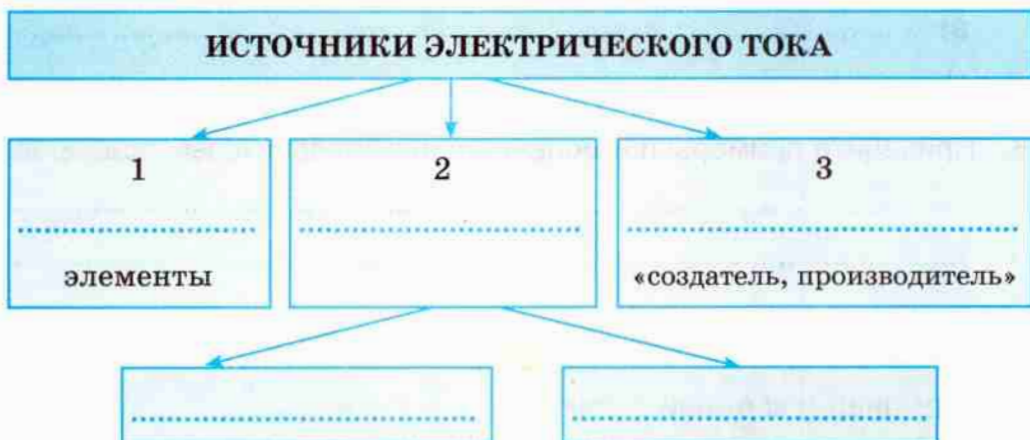 ИСТОЧНИКИ ЭЛЕКТРИЧЕСКОГО ТОКА
1
2
3
элементы
«создатель, производитель»